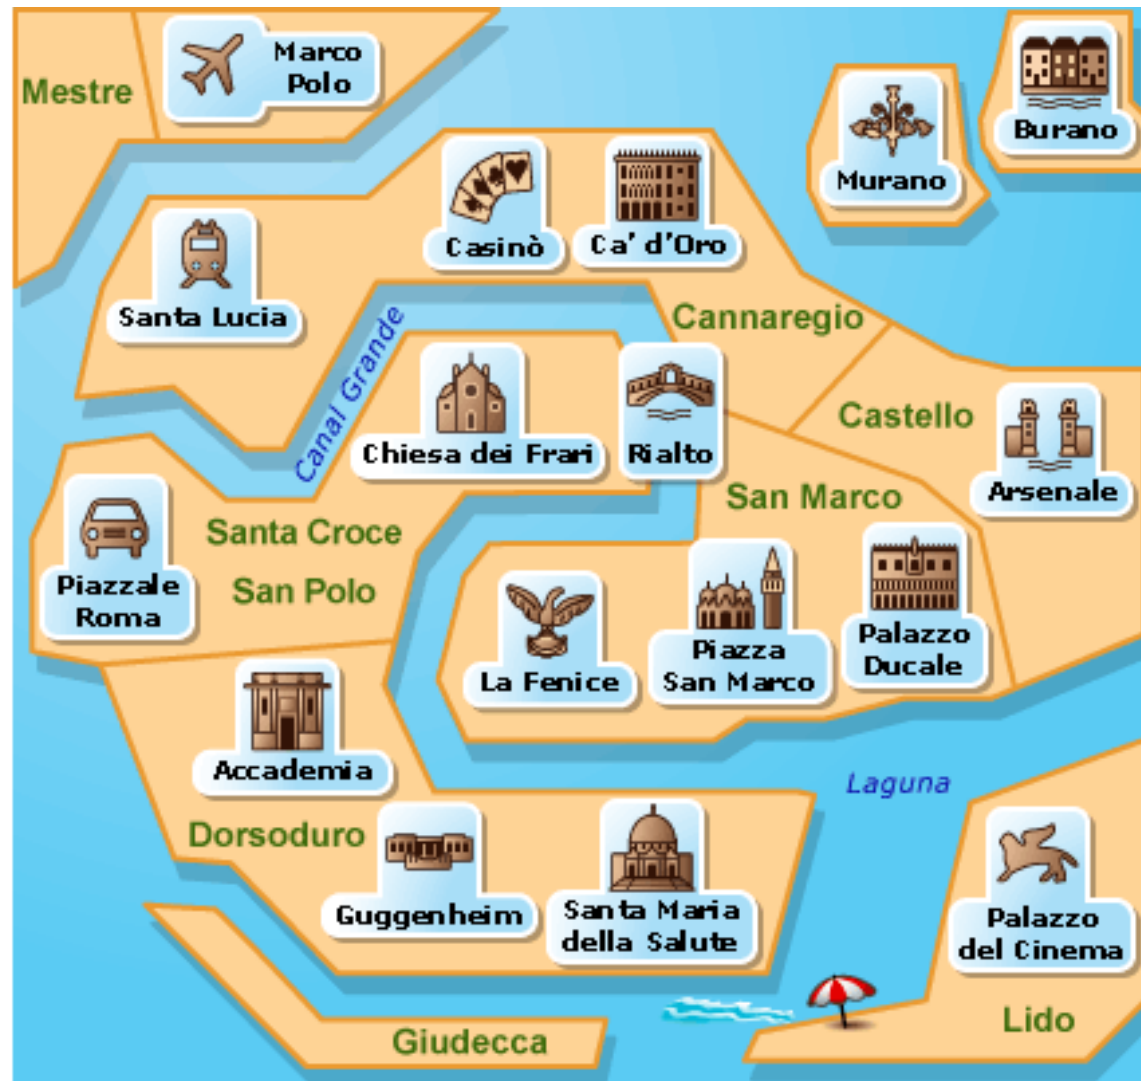 Marco
Polo
Mestre
Burano
Murano
Casinò
Ca' d'Oro
Santa Lucia
Cannaregio
Canal Grande
Castello
Chiesa dei Frari
Rialto
Arsenale
San Marco
Santa Croce
San Polo
Piazzale
Roma
La Fenice
Piazza
San Marco
Palazzo
Ducale
Accademia
Laguna
Dorsoduro
Guggenheim
Santa Maria
della Salute
Palazzo
del Cinema
Lido
Giudecca